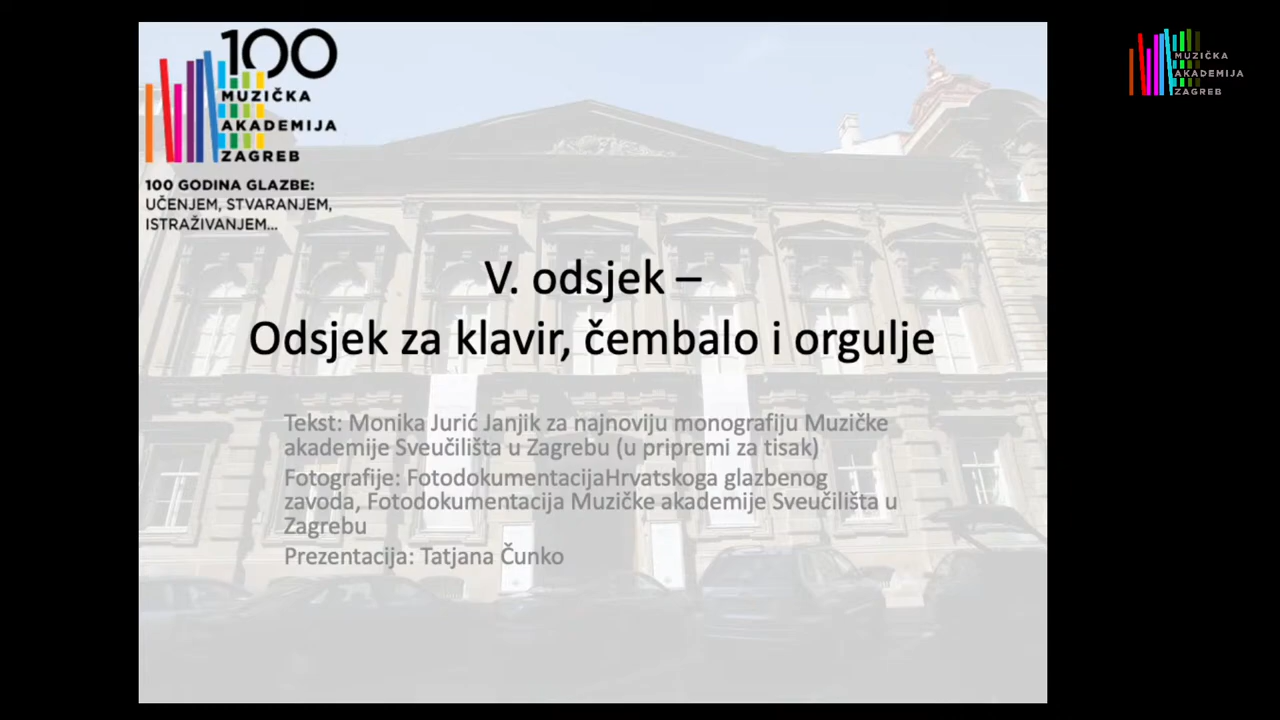 100
MUZIČKA
AKADEMIJA
ZAGREB
100 GODINA GLAZBE:
UČENJEM, STVARANJEM,
ISTRAŽIVANJEM...
MUZIČKA
AKADEMIJA
ZAGREB
V. odsjek –
Odsjek za klavir, čembalo i orgulje
Tekst: Monika Jurić Janjik za najnoviju monografiju Muzičke
akademije Sveučilišta u Zagrebu (u pripremi za tisak)
Fotografije: FotodokumentacijaHrvatskoga glazbenog
zavoda, Fotodokumentacija Muzičke akademije Sveučilišta u
Zagrebu
Prezentacija: Tatjana Čunko